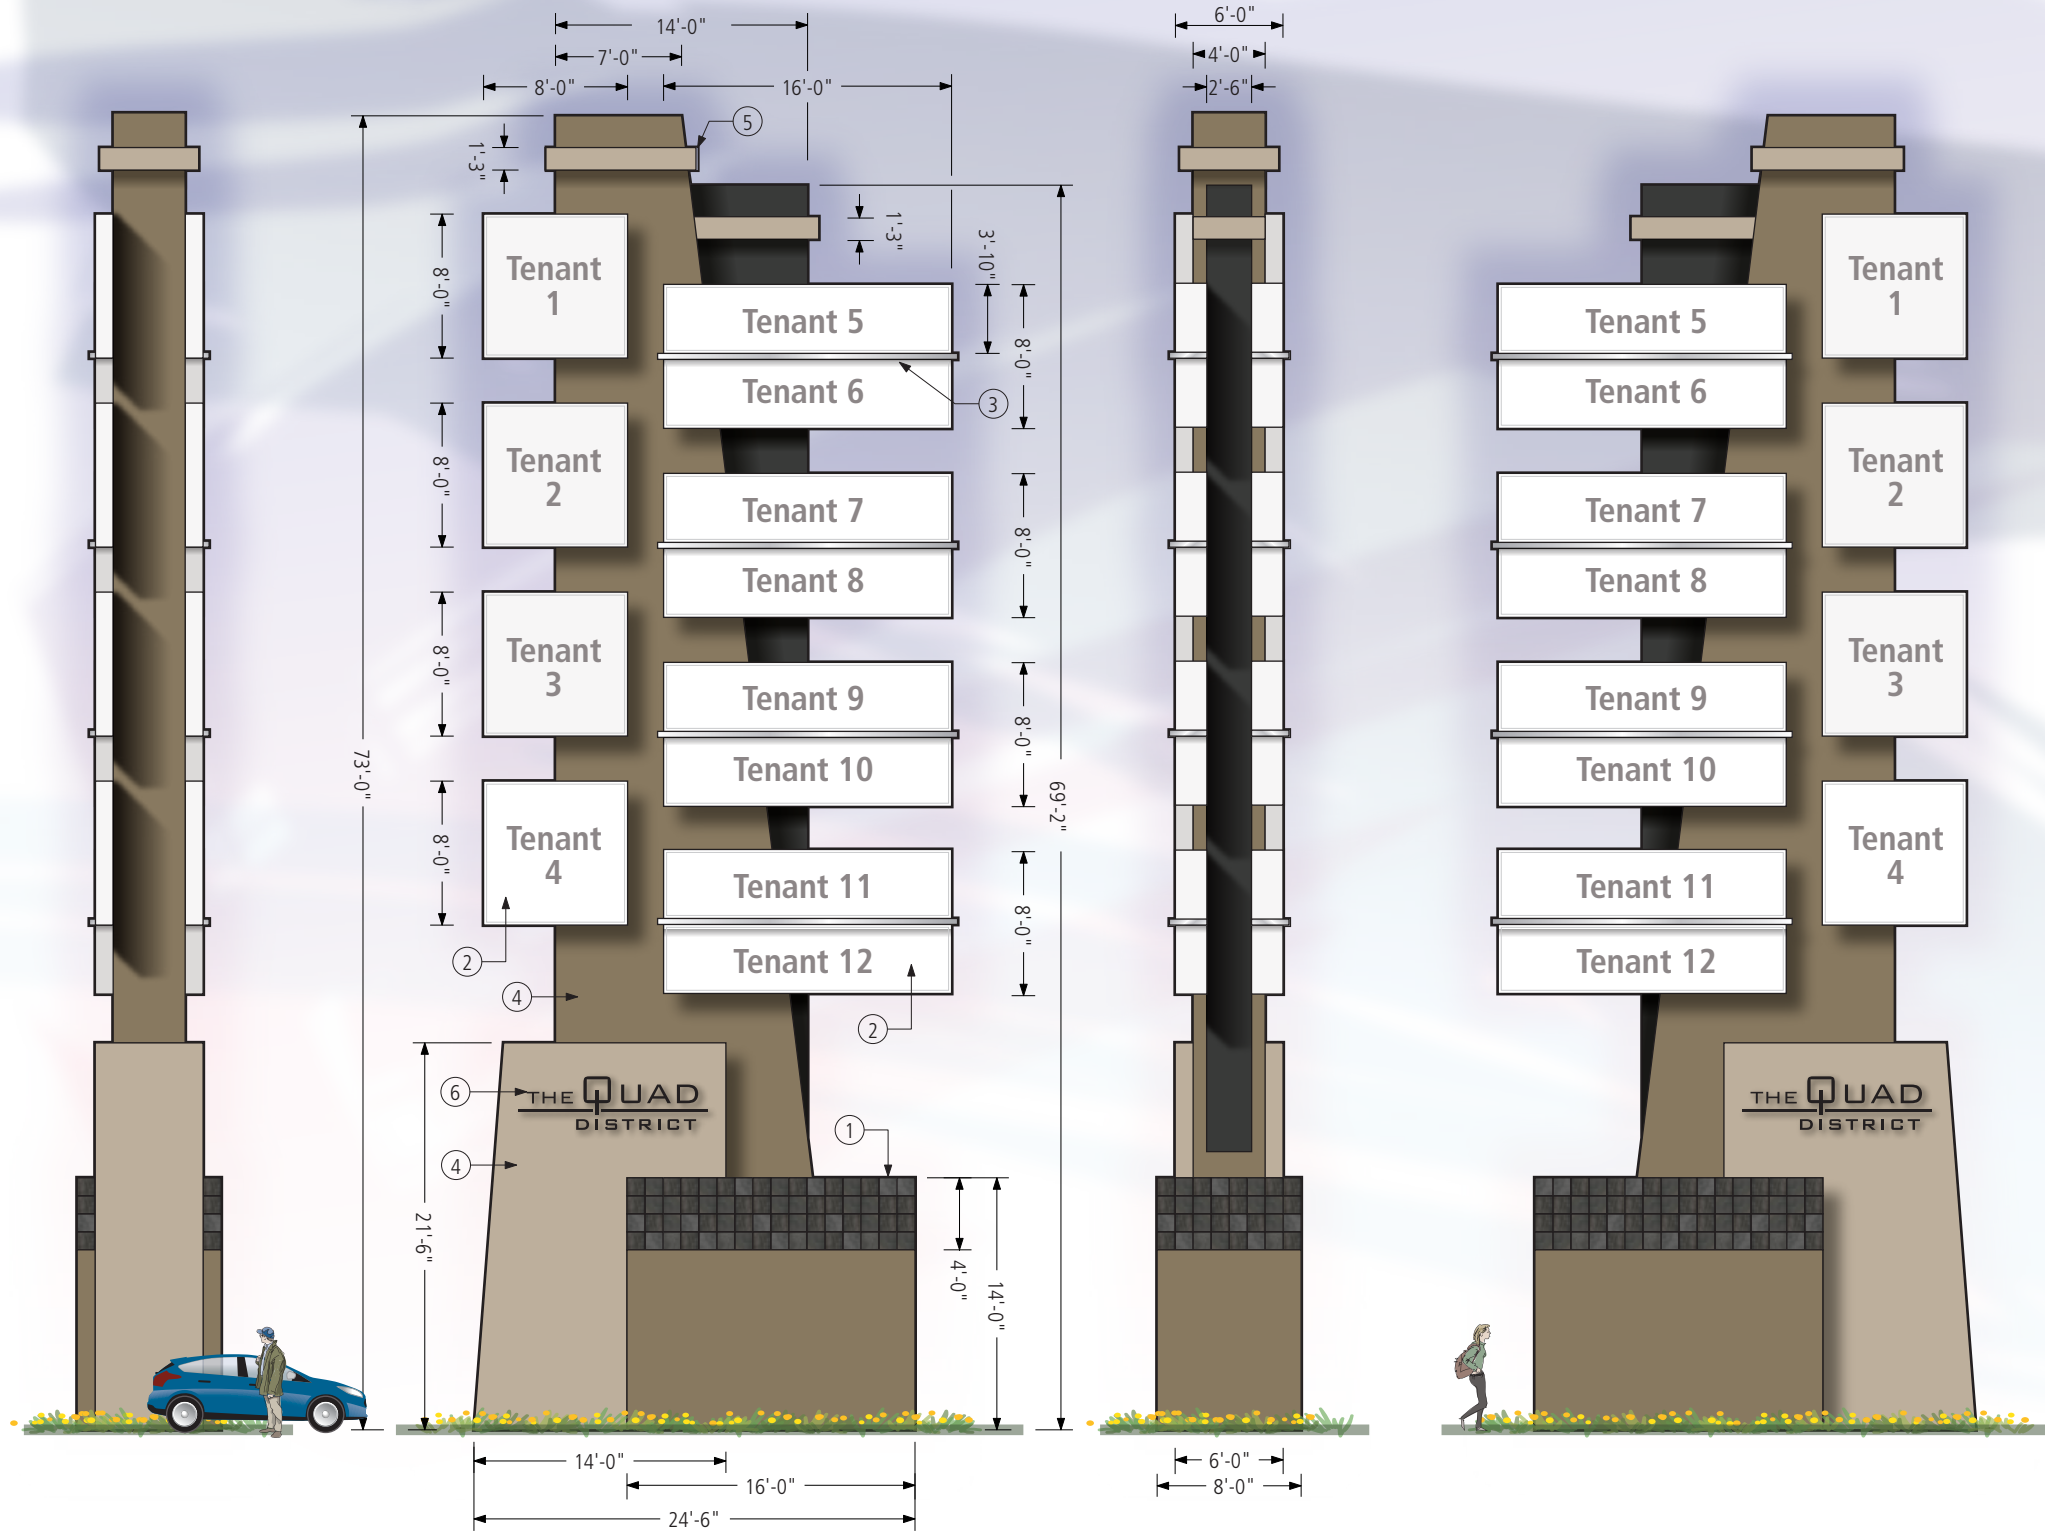 14'-0"
7'-0"
8'-0"
16'-0"
5
1'-3"
1'-3"
3'-10"
8'-0"
8'-0"
8'-0"
8'-0"
8'-0"
8'-0"
8'-0"
8'-0"
73'-0"
69'-2"
Tenant
1
Tenant
2
Tenant
3
Tenant
4
Tenant 5
Tenant 6
Tenant 7
Tenant 8
Tenant 9
Tenant 10
Tenant 11
Tenant 12
3
2
4
2
6
4
1
THE QUAD
DISTRICT
21'-6"
4'-0"
14'-0"
14'-0"
16'-0"
24'-6"
6'-0"
4'-0"
2'-6"
6'-0"
8'-0"
Tenant 5
Tenant 6
Tenant 7
Tenant 8
Tenant 9
Tenant 10
Tenant 11
Tenant 12
Tenant
1
Tenant
2
Tenant
3
Tenant
4
THE QUAD
DISTRICT